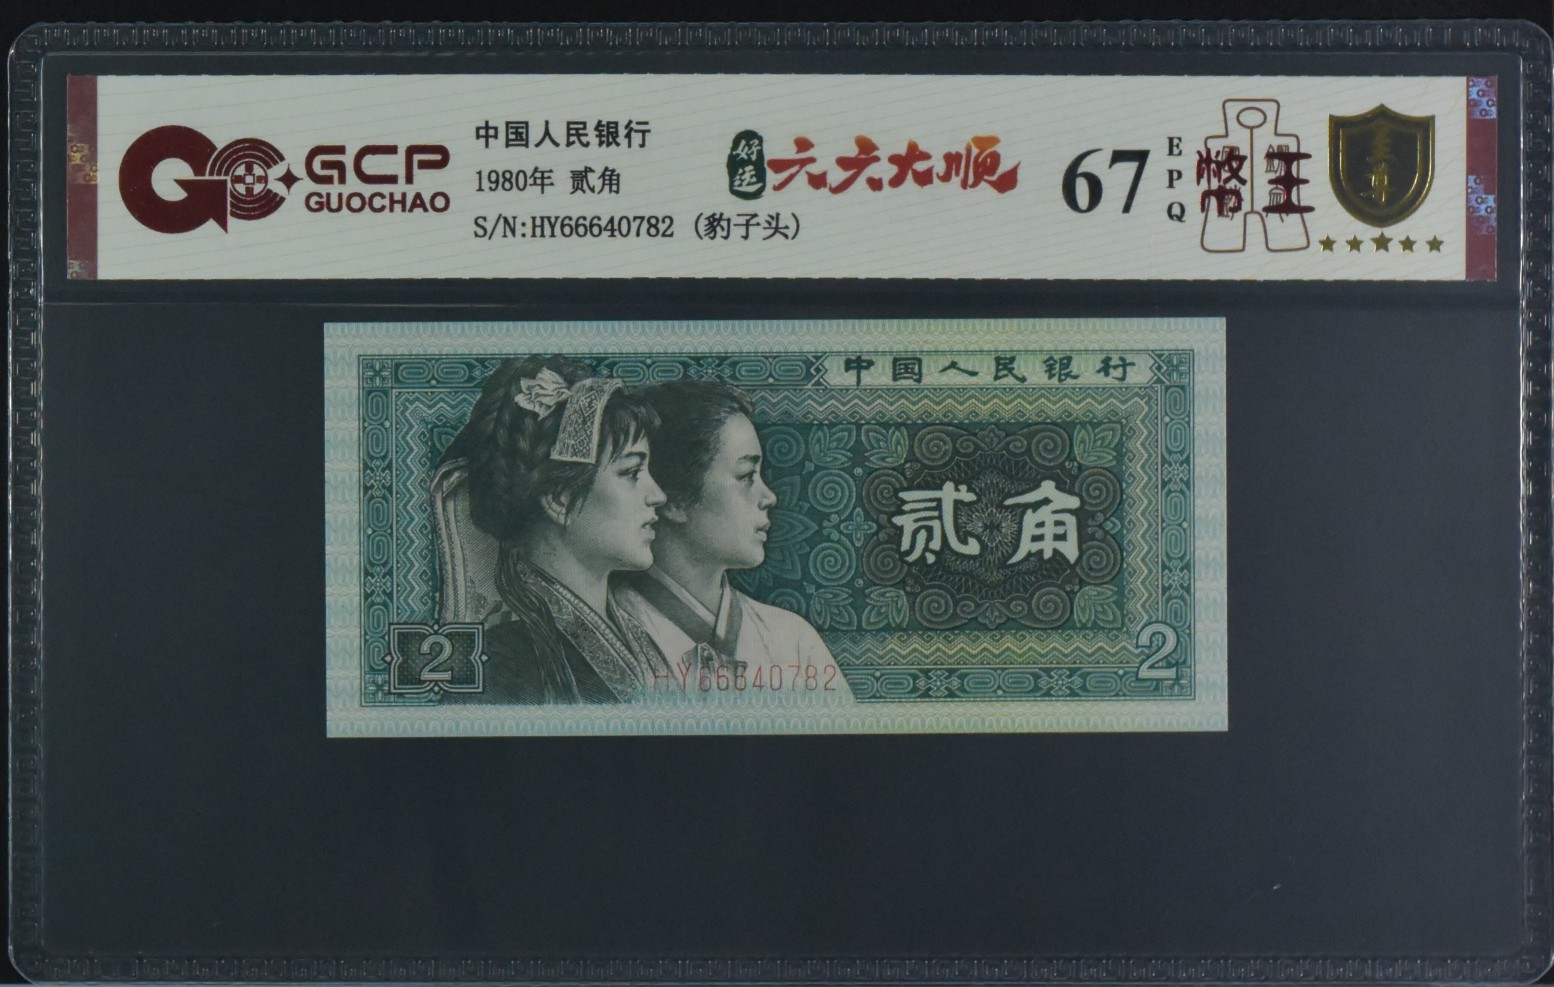 GCP
GUOCHAO
中国人民银行
1980年 贰角
S/N:HY66640782 (豹子头)
好运
六六大顺
67
EPQ
至尊
中国人民银行
贰角
2
HY66640782
2